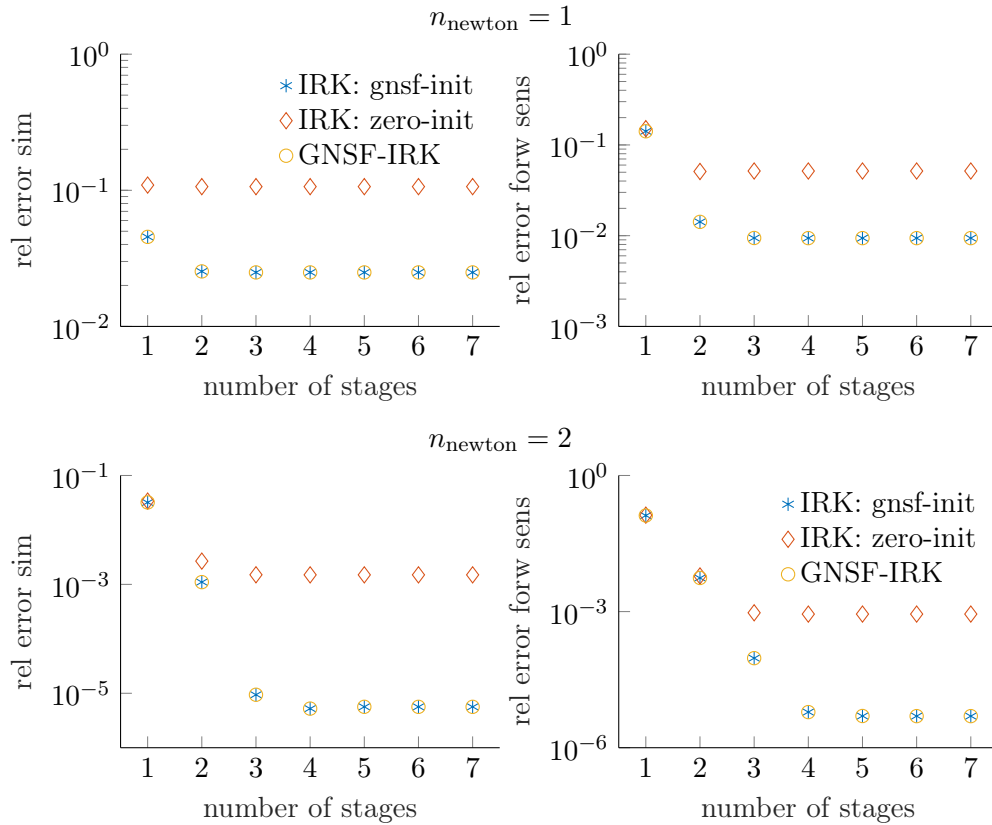 n_newton = 1
rel error sim
10^0
10^-1
10^-2
IRK: gnsf-init
IRK: zero-init
GNSF-IRK
1 2 3 4 5 6 7
number of stages
rel error forw sens
10^0
10^-1
10^-2
10^-3
1 2 3 4 5 6 7
number of stages
n_newton = 2
rel error sim
10^-1
10^-3
10^-5
1 2 3 4 5 6 7
number of stages
rel error forw sens
10^0
10^-3
10^-6
IRK: gnsf-init
IRK: zero-init
GNSF-IRK
1 2 3 4 5 6 7
number of stages